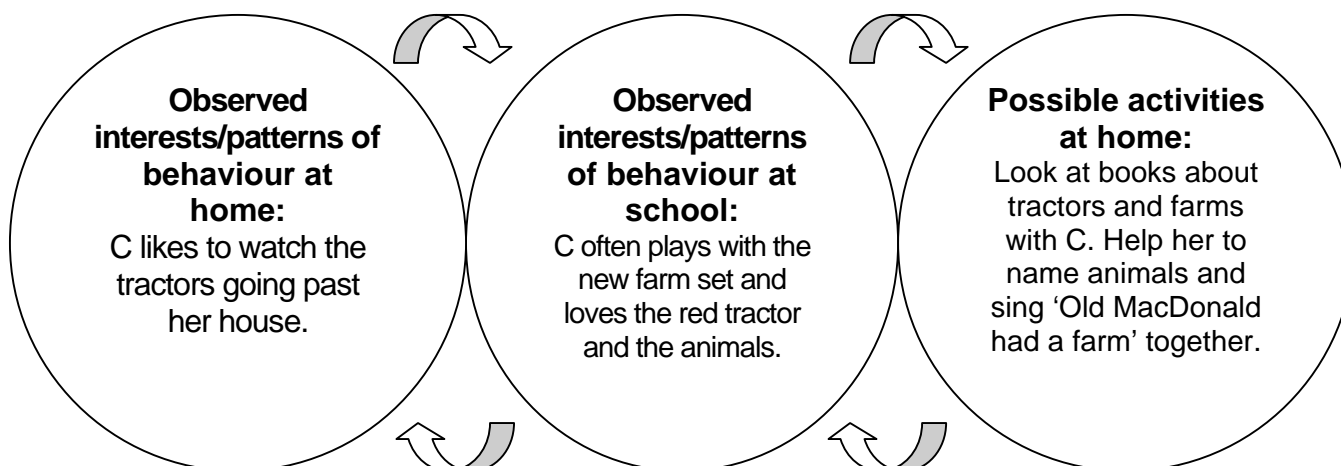 Observed
interests/patterns of
behaviour at
home:
C likes to watch the
tractors going past
her house.
Observed
interests/patterns
of behaviour at
school:
C often plays with the
new farm set and
loves the red tractor
and the animals.
Possible activities
at home:
Look at books about
tractors and farms
with C. Help her to
name animals and
sing ‘Old MacDonald
had a farm’ together.